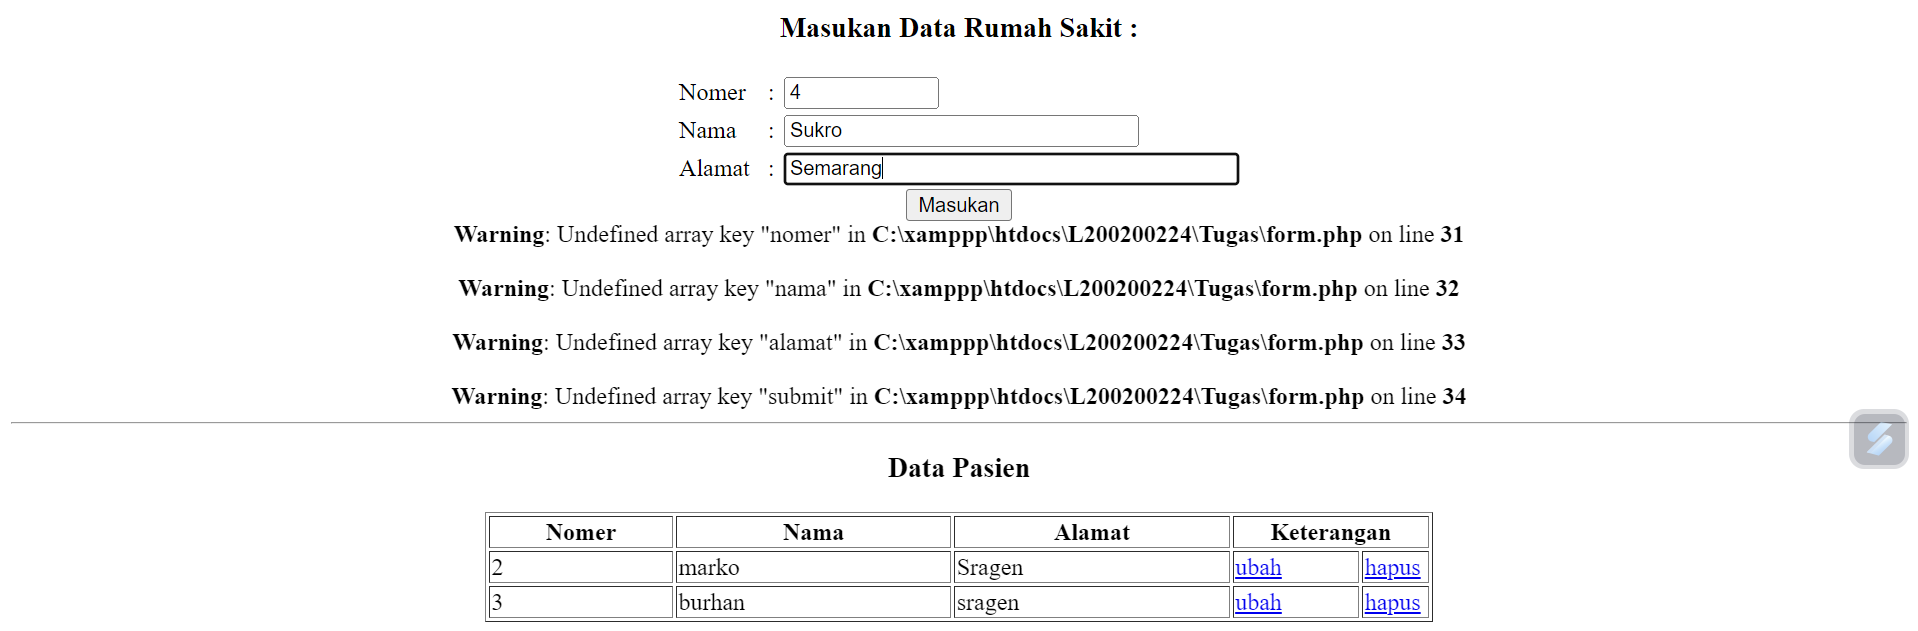 Masukan Data Rumah Sakit :
Nomer : 4
Nama : Sukro
Alamat : Semarang
Masukan
Warning: Undefined array key "nomer" in C:\xamppp\htdocs\L200200224\Tugas\form.php on line 31
Warning: Undefined array key "nama" in C:\xamppp\htdocs\L200200224\Tugas\form.php on line 32
Warning: Undefined array key "alamat" in C:\xamppp\htdocs\L200200224\Tugas\form.php on line 33
Warning: Undefined array key "submit" in C:\xamppp\htdocs\L200200224\Tugas\form.php on line 34
Data Pasien
Nomer Nama Alamat Keterangan
2 marko Sragen ubah hapus
3 burhan sragen ubah hapus